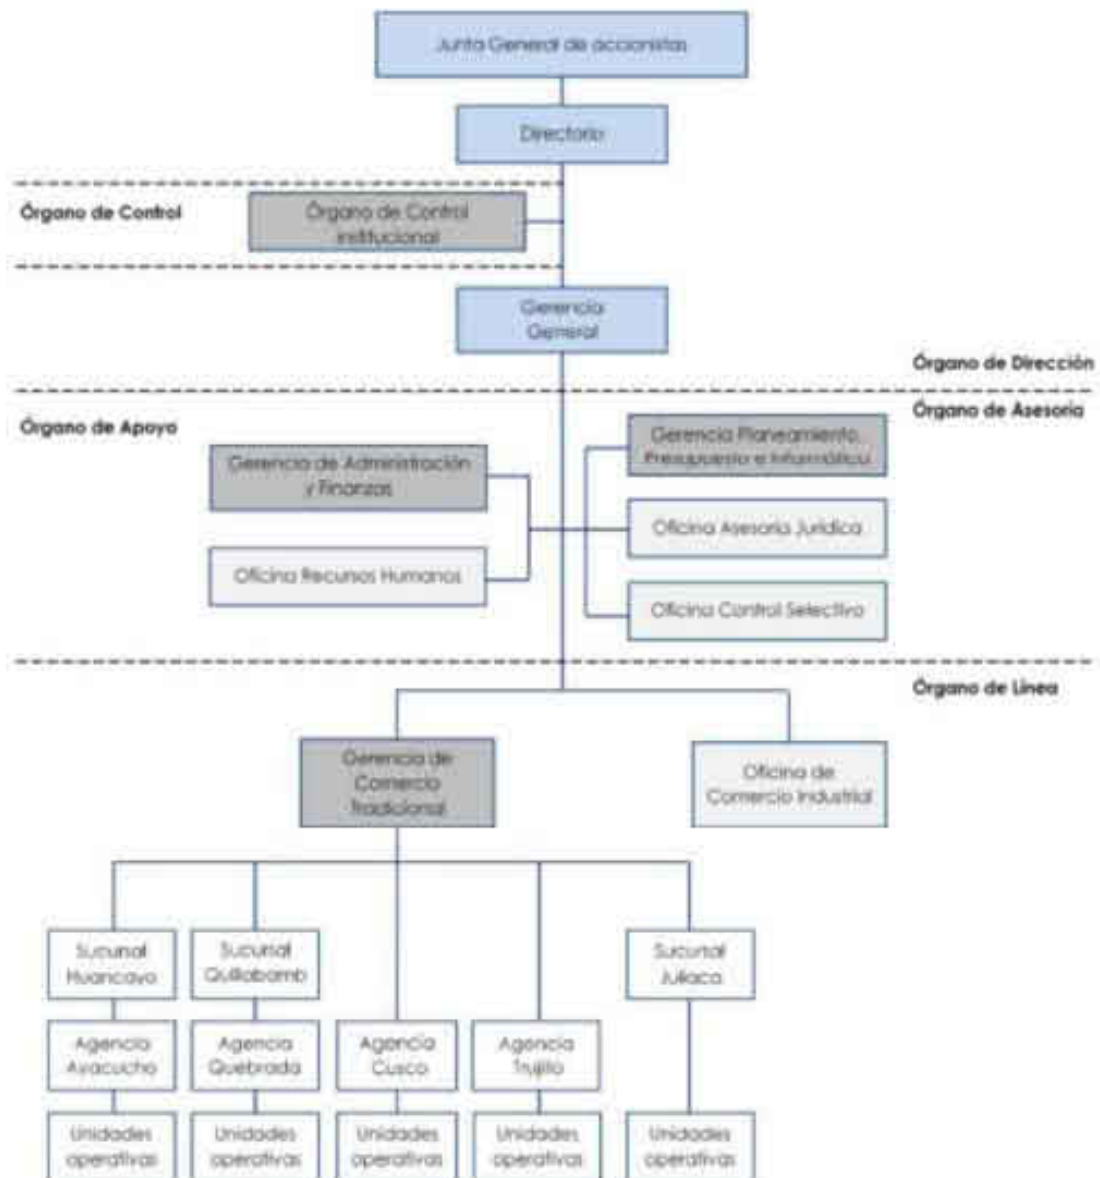 Junta General de accionistas
Directorio
Órgano de Control
Órgano de Control
institucional
Gerencia
General
Órgano de Dirección
Órgano de Asesoría
Órgano de Apoyo
Gerencia de Administración
y Finanzas
Gerencia Planeamiento,
Presupuesto e Informática
Oficina Asesoría Jurídica
Oficina Recursos Humanos
Oficina Control Selectivo
Órgano de Línea
Gerencia de
Comercio
Tradicional
Oficina de
Comercio Industrial
Sucursal
Huancayo
Sucursal
Quillabamb
Sucursal
Juliaca
Agencia
Ayacucho
Agencia
Quebrada
Agencia
Cusco
Agencia
Trujillo
Unidades
operativas
Unidades
operativas
Unidades
operativas
Unidades
operativas
Unidades
operativas